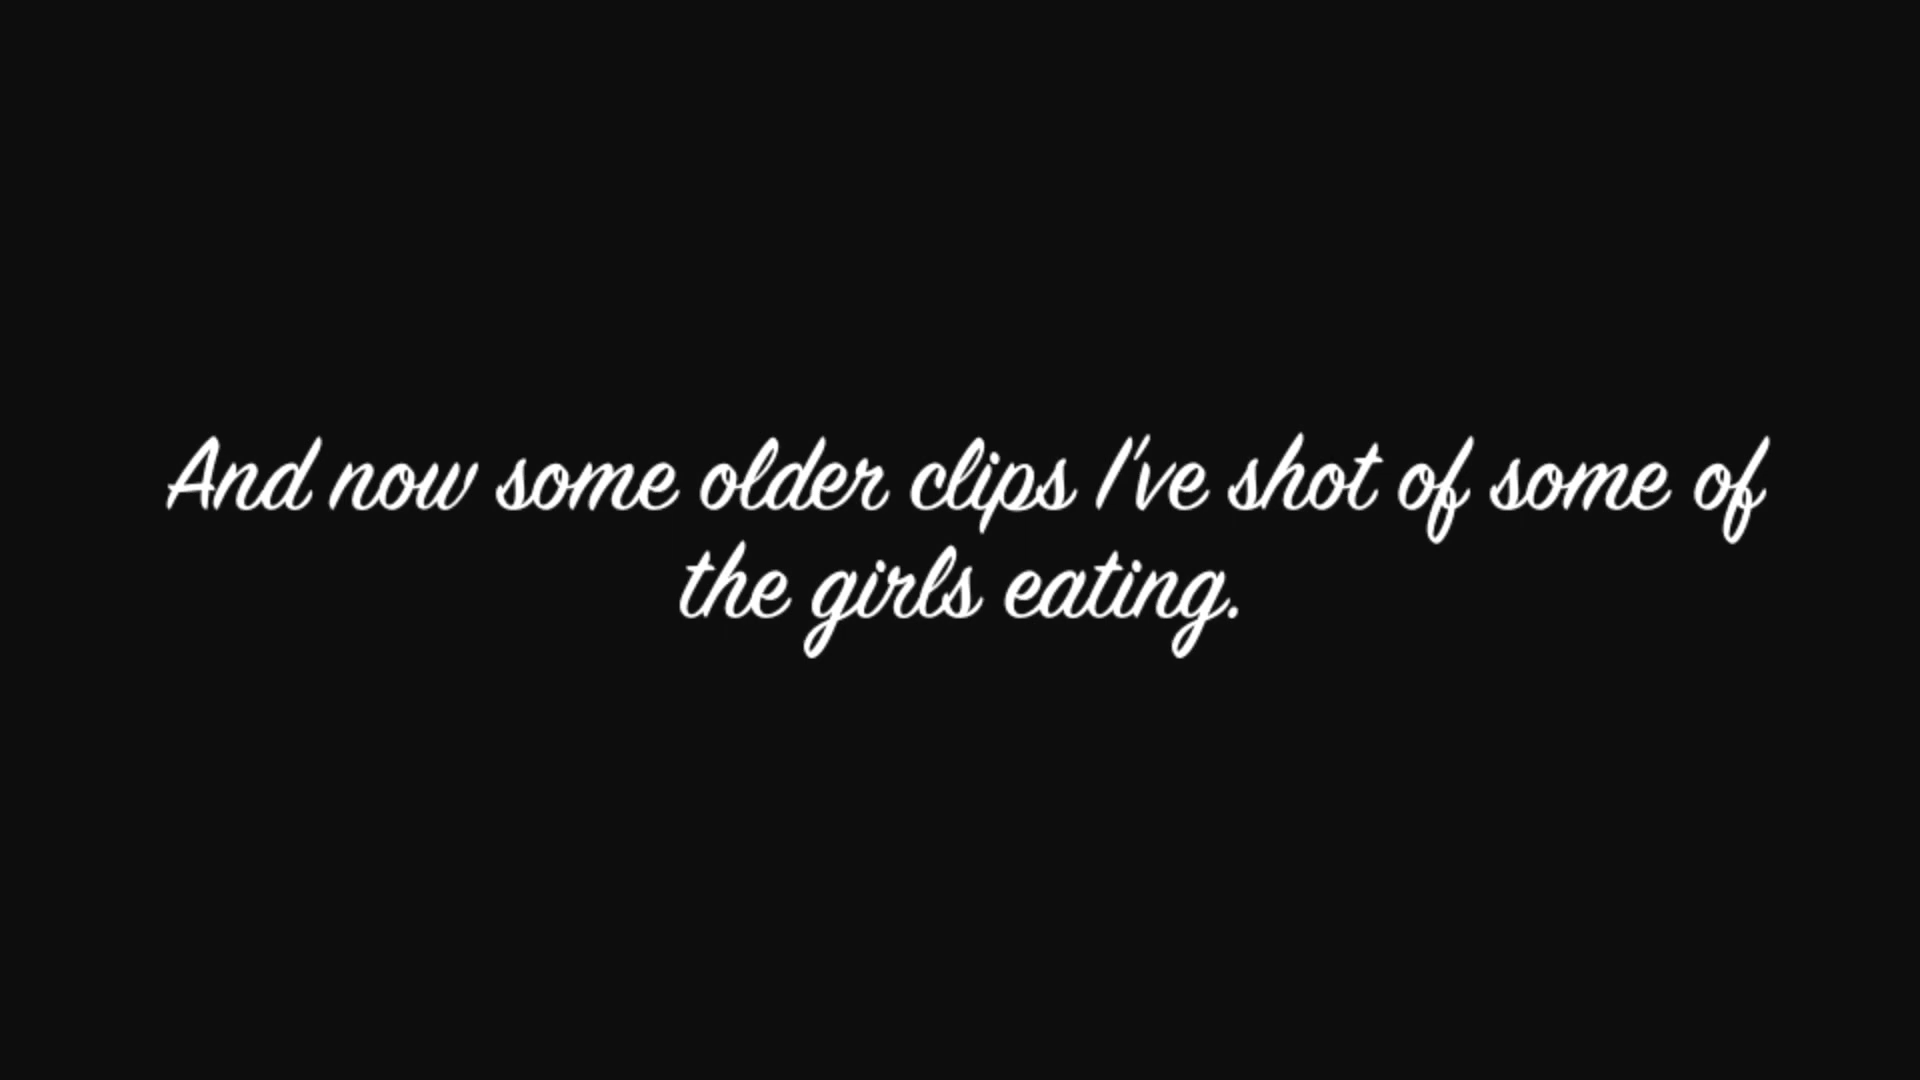 And now some older clips I've shot of some of
the girls eating.